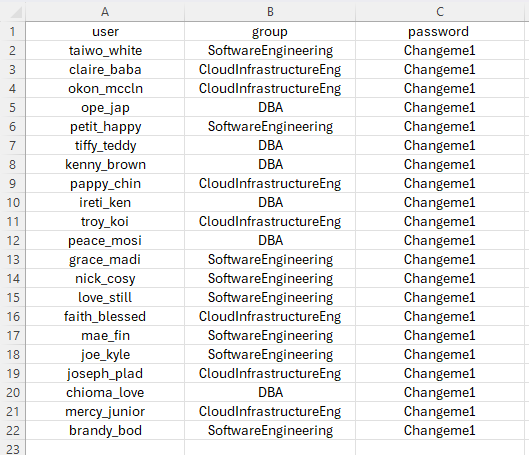 A B C
1 user group password
2 taiwo_white SoftwareEngineering Changeme1
3 claire_baba CloudInfrastructureEng Changeme1
4 okon_mccln CloudInfrastructureEng Changeme1
5 ope_jap DBA Changeme1
6 petit_happy SoftwareEngineering Changeme1
7 tiffy_teddy DBA Changeme1
8 kenny_brown DBA Changeme1
9 pappy_chin CloudInfrastructureEng Changeme1
10 ireti_ken DBA Changeme1
11 troy_koi CloudInfrastructureEng Changeme1
12 peace_mosi DBA Changeme1
13 grace_madi SoftwareEngineering Changeme1
14 nick_cosy SoftwareEngineering Changeme1
15 love_still SoftwareEngineering Changeme1
16 faith_blessed CloudInfrastructureEng Changeme1
17 mae_fin SoftwareEngineering Changeme1
18 joe_kyle SoftwareEngineering Changeme1
19 joseph_plad CloudInfrastructureEng Changeme1
20 chioma_love DBA Changeme1
21 mercy_junior CloudInfrastructureEng Changeme1
22 brandy_bod SoftwareEngineering Changeme1
23